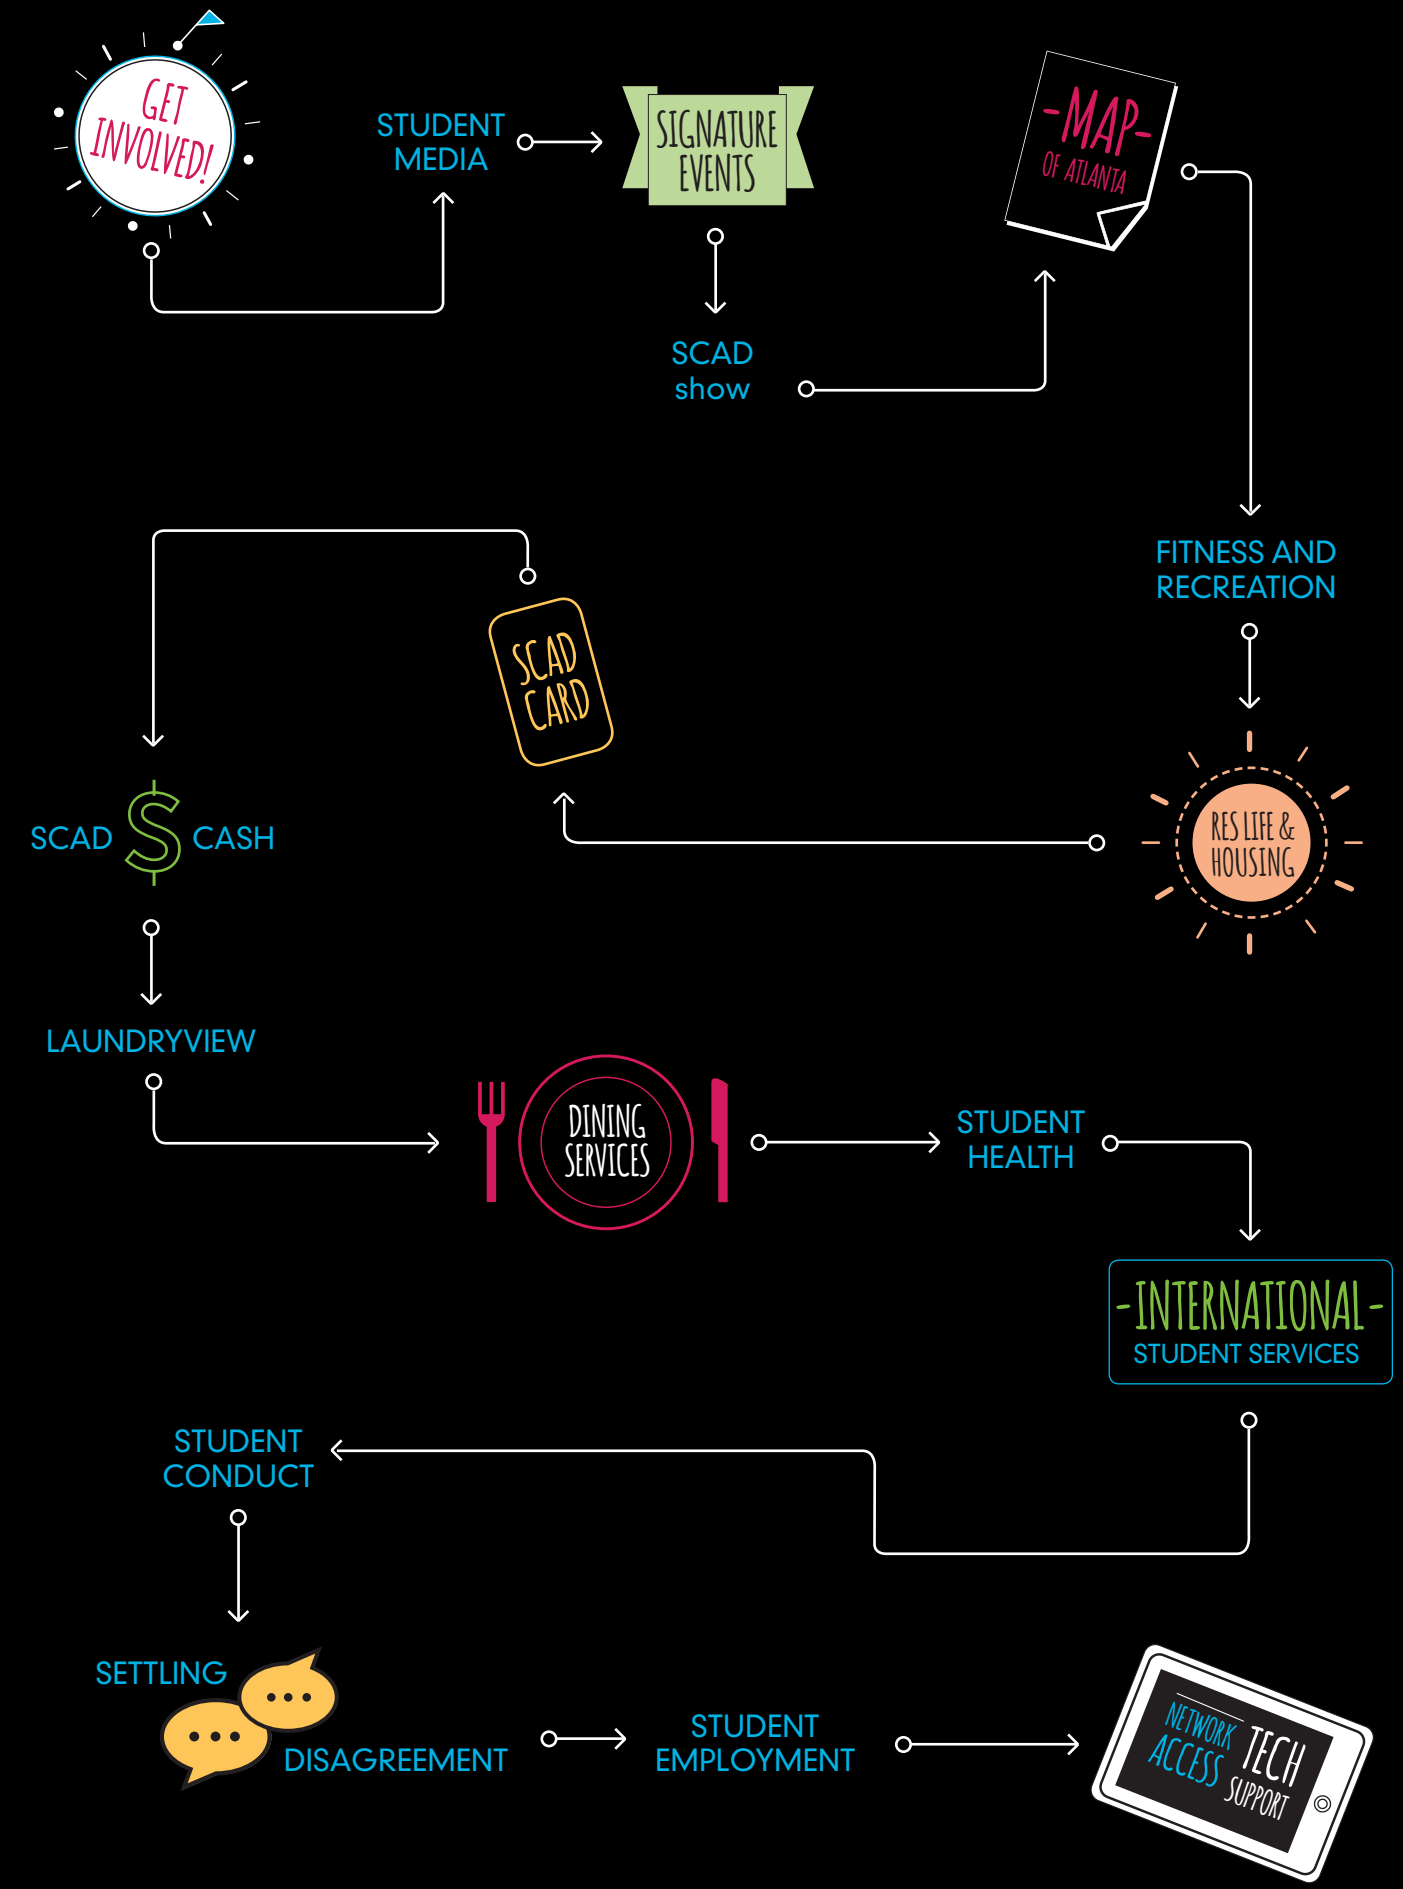 GET
INVOLVED!
STUDENT
MEDIA
SIGNATURE
EVENTS
SCAD
show
-MAP-
OF ATLANTA
FITNESS AND
RECREATION
RES LIFE &
HOUSING
SCAD
CARD
SCAD $ CASH
LAUNDRYVIEW
DINING
SERVICES
STUDENT
HEALTH
-INTERNATIONAL-
STUDENT SERVICES
STUDENT
CONDUCT
SETTLING
DISAGREEMENT
STUDENT
EMPLOYMENT
NETWORK
ACCESS
TECH
SUPPORT